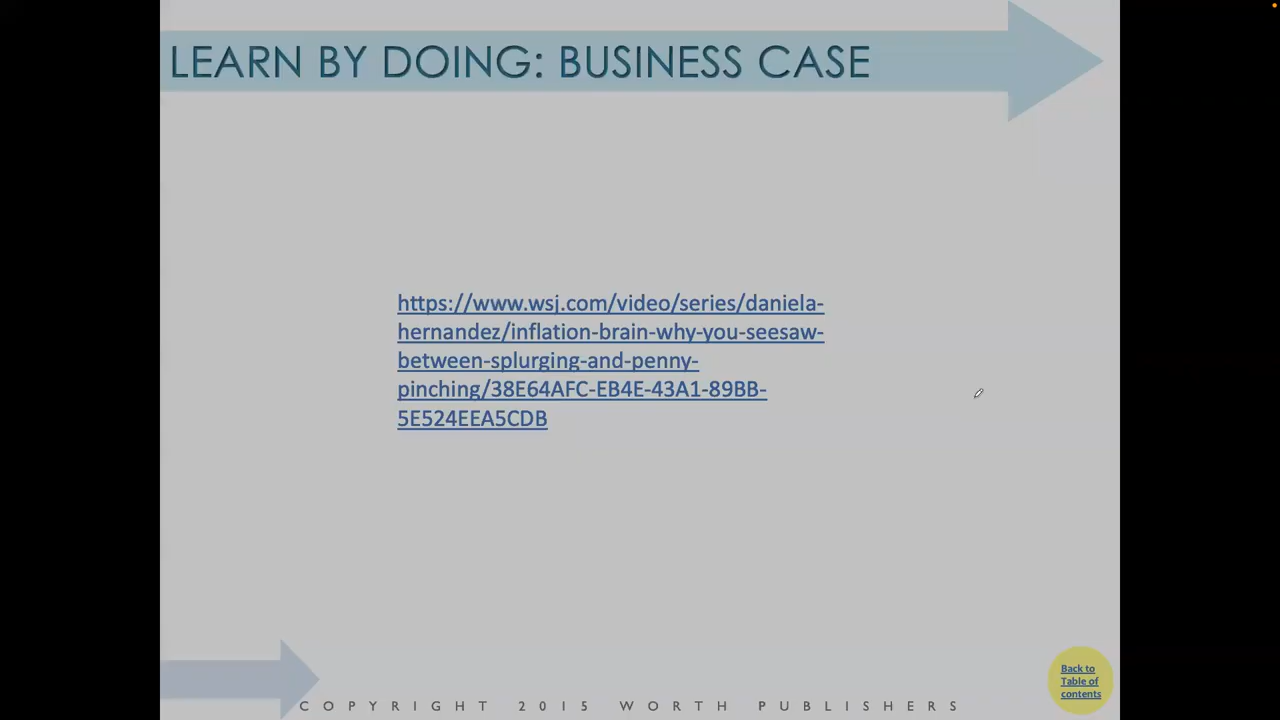 LEARN BY DOING: BUSINESS CASE
https://www.wsj.com/video/series/daniela-
hernandez/inflation-brain-why-you-seesaw-
between-splurging-and-penny-
pinching/38E64AFC-EB4E-43A1-89BB-
5E524EEA5CDB
Back to
Table of
contents
COPYRIGHT 2015 WORTH PUBLISHERS